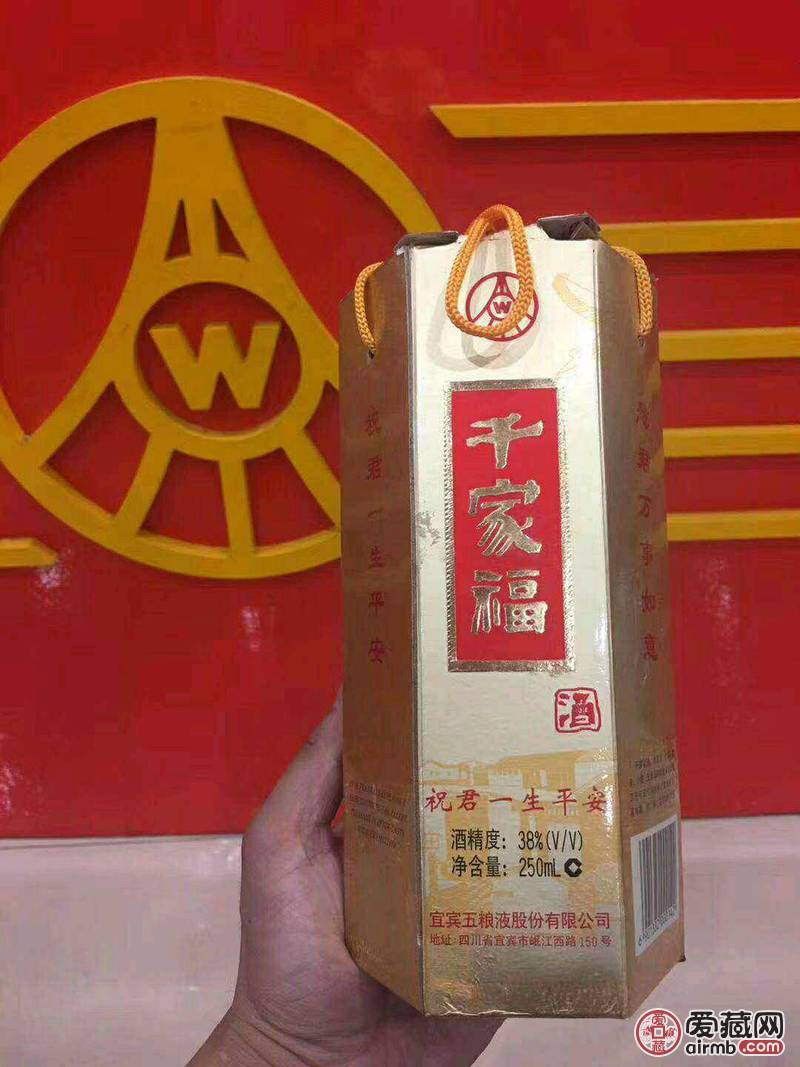 W
W
千家福
酒
祝君一生平安
酒精度: 38%(V/V)
净含量: 250mL
宜宾五粮液股份有限公司
地址: 四川省宜宾市岷江西路150号
祝君一生平安
君万事如意
爱藏网
airmb.com